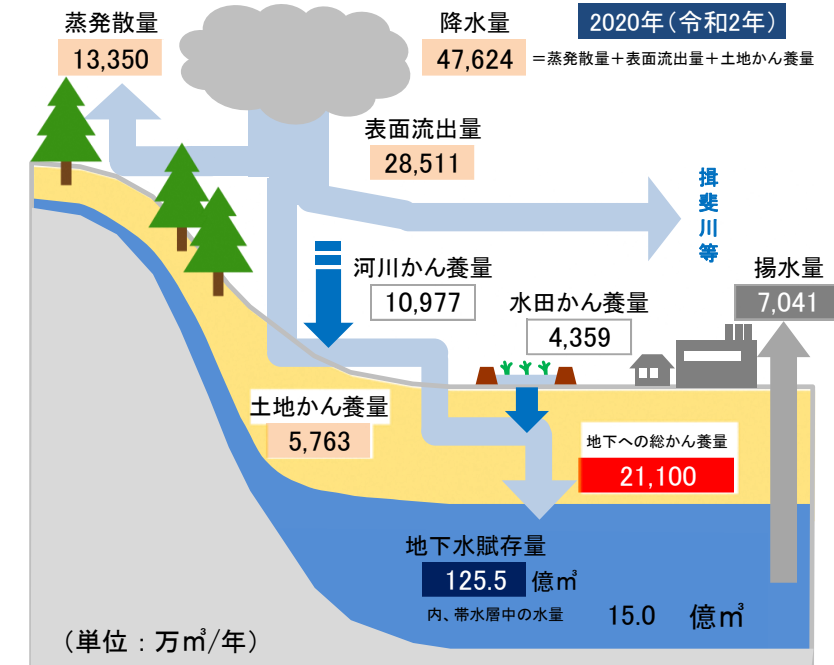 蒸発散量
13,350
降水量
47,624
2020年(令和2年)
＝蒸発散量＋表面流出量＋土地かん養量
表面流出量
28,511
揖斐川等
河川かん養量
10,977
水田かん養量
4,359
揚水量
7,041
土地かん養量
5,763
地下への総かん養量
21,100
地下水賦存量
125.5 億㎥
内、帯水層中の水量 15.0 億㎥
(単位：万㎥/年)